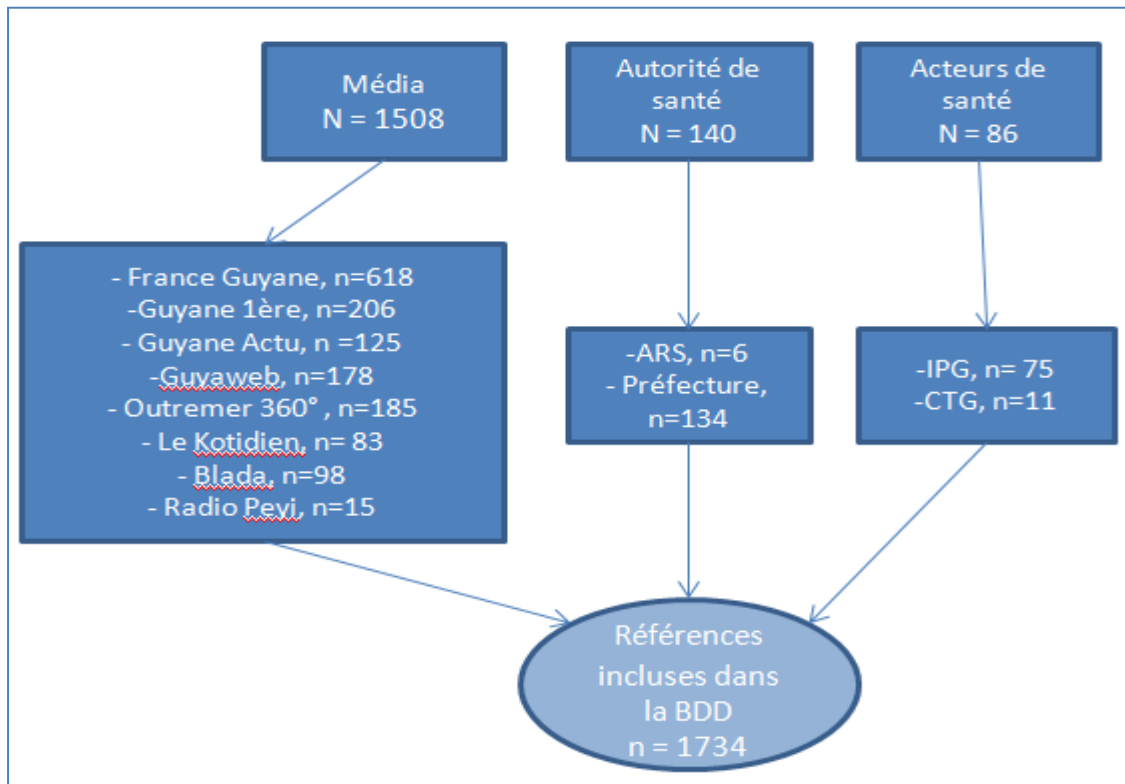 Média
N = 1508
Autorité de
santé
N = 140
Acteurs de
santé
N = 86
- France Guyane, n=618
-Guyane 1ère, n=206
- Guyane Actu, n =125
-Guyaweb, n=178
- Outremer 360° , n=185
- Le Kotidien, n= 83
- Blada, n=98
- Radio Peyi, n=15
-ARS, n=6
- Préfecture,
n=134
-IPG, n= 75
-CTG, n=11
Références
incluses dans
la BDD
n = 1734